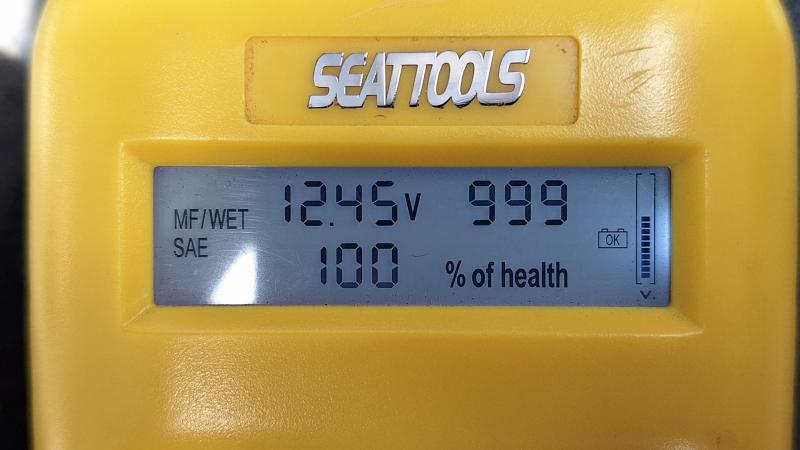 SEATTOOLS
MF/WET 12.45V 999
SAE
OK
100 % of health
V